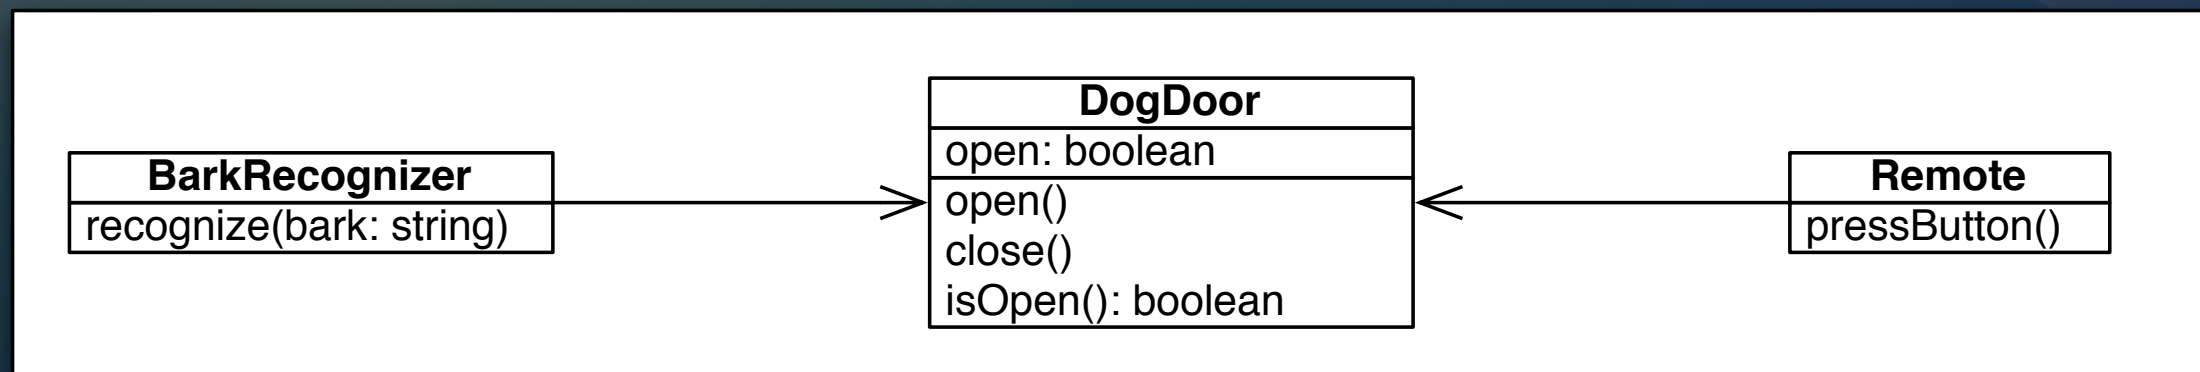 BarkRecognizer
recognize(bark: string)
DogDoor
open: boolean
open()
close()
isOpen(): boolean
Remote
pressButton()